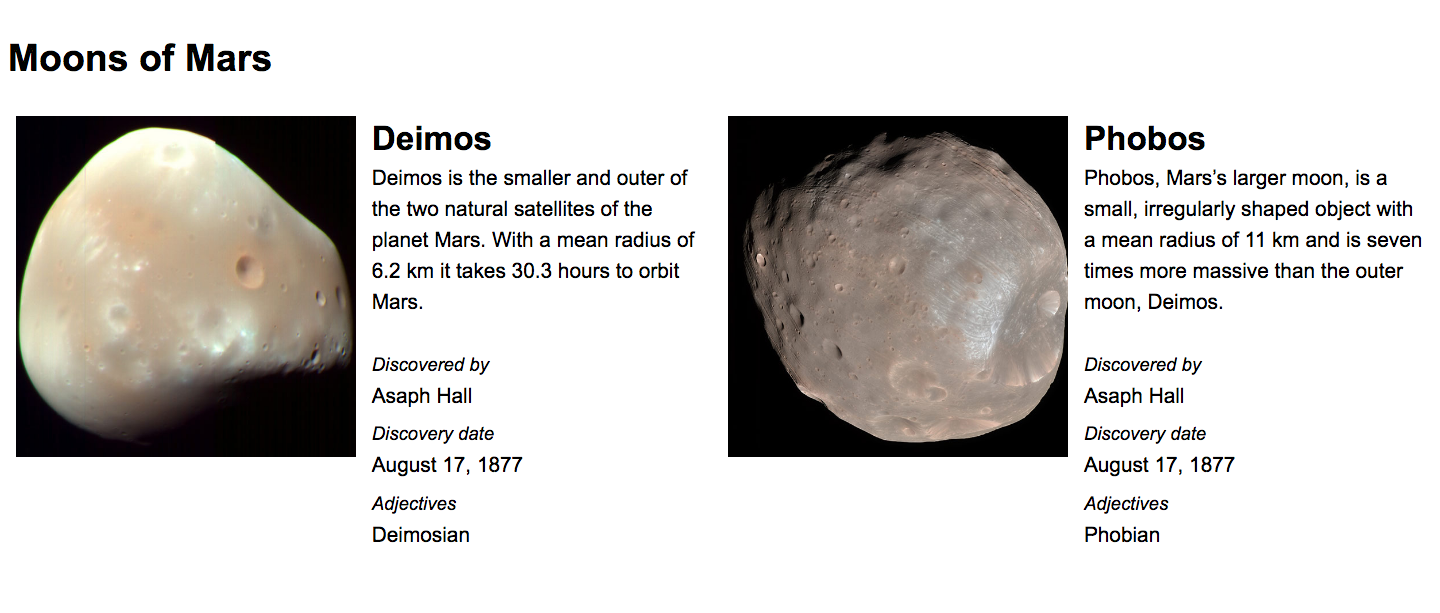 Moons of Mars
Deimos
Deimos is the smaller and outer of
the two natural satellites of the
planet Mars. With a mean radius of
6.2 km it takes 30.3 hours to orbit
Mars.
Discovered by
Asaph Hall
Discovery date
August 17, 1877
Adjectives
Deimosian
Phobos
Phobos, Mars’s larger moon, is a
small, irregularly shaped object with
a mean radius of 11 km and is seven
times more massive than the outer
moon, Deimos.
Discovered by
Asaph Hall
Discovery date
August 17, 1877
Adjectives
Phobian